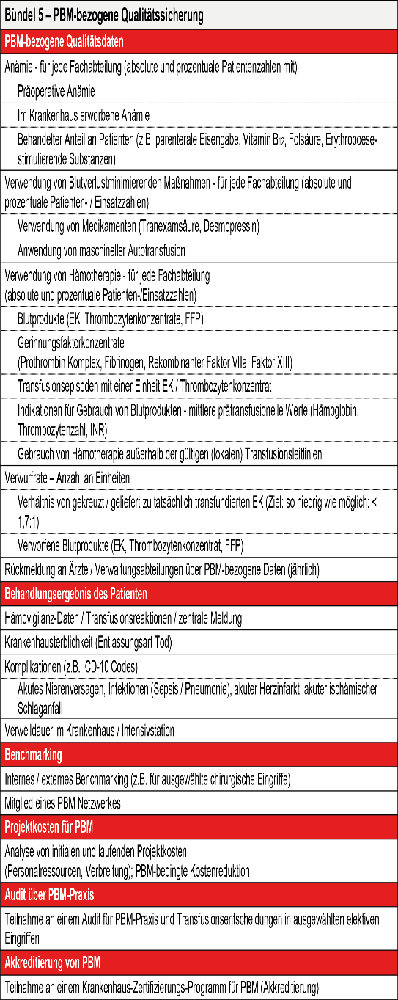 Bündel 5 – PBM-bezogene Qualitätssicherung
PBM-bezogene Qualitätsdaten
Anämie - für jede Fachabteilung (absolute und prozentuale Patientenzahlen mit)
Präoperative Anämie
Im Krankenhaus erworbene Anämie
Behandelter Anteil an Patienten (z.B. parenterale Eisengabe, Vitamin B12, Folsäure, Erythropoese-
stimulierende Substanzen)
Verwendung von Blutverlustminimierenden Maßnahmen - für jede Fachabteilung (absolute und
prozentuale Patienten- / Einsatzzahlen)
Verwendung von Medikamenten (Tranexamsäure, Desmopressin)
Anwendung von maschineller Autotransfusion
Verwendung von Hämotherapie - für jede Fachabteilung
(absolute und prozentuale Patienten-/Einsatzzahlen)
Blutprodukte (EK, Thrombozytenkonzentrate, FFP)
Gerinnungsfaktorkonzentrate
(Prothrombin Komplex, Fibrinogen, Rekombinanter Faktor VIIa, Faktor XIII)
Transfusionsepisoden mit einer Einheit EK / Thrombozytenkonzentrat
Indikationen für Gebrauch von Blutprodukten - mittlere prätransfusionelle Werte (Hämoglobin,
Thrombozytenzahl, INR)
Gebrauch von Hämotherapie außerhalb der gültigen (lokalen) Transfusionsleitlinien
Verwurfrate – Anzahl an Einheiten
Verhältnis von gekreuzt / geliefert zu tatsächlich transfundierten EK (Ziel: so niedrig wie möglich: <
1,7:1)
Verworfene Blutprodukte (EK, Thrombozytenkonzentrat, FFP)
Rückmeldung an Ärzte / Verwaltungsabteilungen über PBM-bezogene Daten (jährlich)
Behandlungsergebnis des Patienten
Hämovigilanz-Daten / Transfusionsreaktionen / zentrale Meldung
Krankenhausterblichkeit (Entlassungsart Tod)
Komplikationen (z.B. ICD-10 Codes)
Akutes Nierenversagen, Infektionen (Sepsis / Pneumonie), akuter Herzinfarkt, akuter ischämischer
Schlaganfall
Verweildauer im Krankenhaus / Intensivstation
Benchmarking
Internes / externes Benchmarking (z.B. für ausgewählte chirurgische Eingriffe)
Mitglied eines PBM Netzwerkes
Projektkosten für PBM
Analyse von initialen und laufenden Projektkosten
(Personalressourcen, Verbreitung); PBM-bedingte Kostenreduktion
Audit über PBM-Praxis
Teilnahme an einem Audit für PBM-Praxis und Transfusionsentscheidungen in ausgewählten elektiven
Eingriffen
Akkreditierung von PBM
Teilnahme an einem Krankenhaus-Zertifizierungs-Programm für PBM (Akkreditierung)